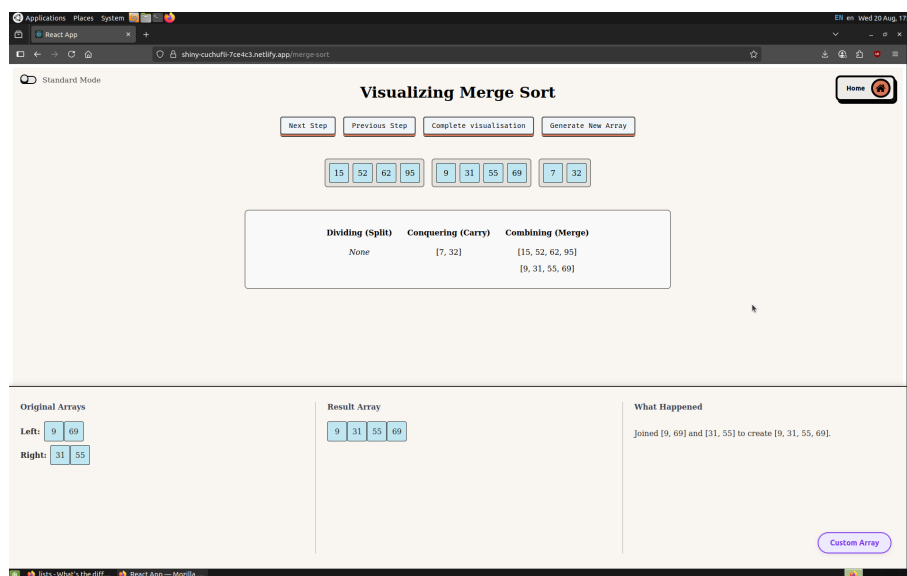 Applications Places System EN en Wed 20 Aug, 17
React App × +
shiny-cuchufli-7ce4c3.netlify.app/merge-sort
Standard Mode
Home
Visualizing Merge Sort
Next Step Previous Step Complete visualisation Generate New Array
15 52 62 95 9 31 55 69 7 32
Dividing (Split) Conquering (Carry) Combining (Merge)
None [7, 32] [15, 52, 62, 95]
[9, 31, 55, 69]
Original Arrays Result Array What Happened
Left: 9 69 9 31 55 69 Joined [9, 69] and [31, 55] to create [9, 31, 55, 69].
Right: 31 55
Custom Array
lists - What's the diff... React App — Mozilla ...